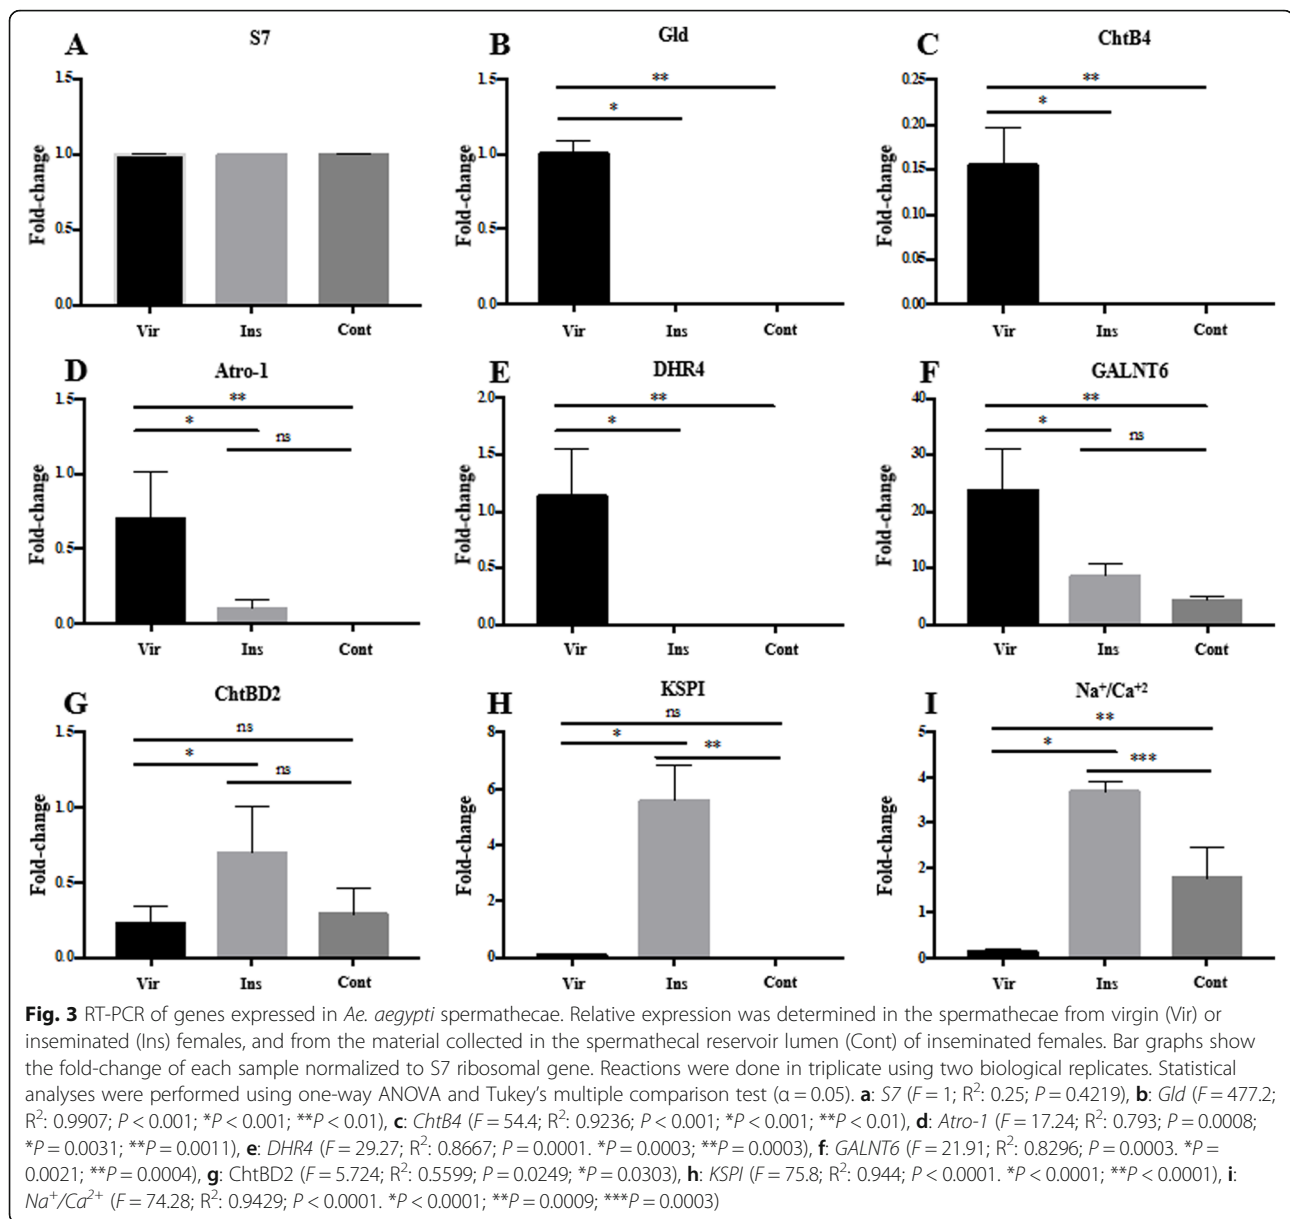 A
S7
1.5
1.0
0.5
0.0
Fold-change
Vir
Ins
Cont
B
Gld
**
*
1.5
1.0
0.5
0.0
Fold-change
Vir
Ins
Cont
C
ChtB4
**
*
0.25
0.20
0.15
0.10
0.05
0.00
Fold-change
Vir
Ins
Cont
D
Atro-1
**
*
ns
1.5
1.0
0.5
0.0
Fold-change
Vir
Ins
Cont
E
DHR4
**
*
2.0
1.5
1.0
0.5
0.0
Fold-change
Vir
Ins
Cont
F
GALNT6
**
*
ns
40
30
20
10
0
Fold-change
Vir
Ins
Cont
G
ChtBD2
ns
*
ns
1.5
1.0
0.5
0.0
Fold-change
Vir
Ins
Cont
H
KSPI
ns
*
**
8
6
4
2
0
Fold-change
Vir
Ins
Cont
I
Na⁺/Ca⁺²
**
*
***
5
4
3
2
1
0
Fold-change
Vir
Ins
Cont
Fig. 3 RT-PCR of genes expressed in Ae. aegypti spermathecae. Relative expression was determined in the spermathecae from virgin (Vir) or
inseminated (Ins) females, and from the material collected in the spermathecal reservoir lumen (Cont) of inseminated females. Bar graphs show
the fold-change of each sample normalized to S7 ribosomal gene. Reactions were done in triplicate using two biological replicates. Statistical
analyses were performed using one-way ANOVA and Tukey's multiple comparison test (α = 0.05). a: S7 (F = 1; R²: 0.25; P = 0.4219), b: Gld (F = 477.2;
R²: 0.9907; P < 0.001; *P < 0.001; **P < 0.01), c: ChtB4 (F = 54.4; R²: 0.9236; P < 0.001; *P < 0.001; **P < 0.01), d: Atro-1 (F = 17.24; R²: 0.793; P = 0.0008;
*P = 0.0031; **P = 0.0011), e: DHR4 (F = 29.27; R²: 0.8667; P = 0.0001. *P = 0.0003; **P = 0.0003), f: GALNT6 (F = 21.91; R²: 0.8296; P = 0.0003. *P =
0.0021; **P = 0.0004), g: ChtBD2 (F = 5.724; R²: 0.5599; P = 0.0249; *P = 0.0303), h: KSPI (F = 75.8; R²: 0.944; P < 0.0001. *P < 0.0001; **P < 0.0001), i:
Na⁺/Ca²⁺ (F = 74.28; R²: 0.9429; P < 0.0001. *P < 0.0001; **P = 0.0009; ***P = 0.0003)